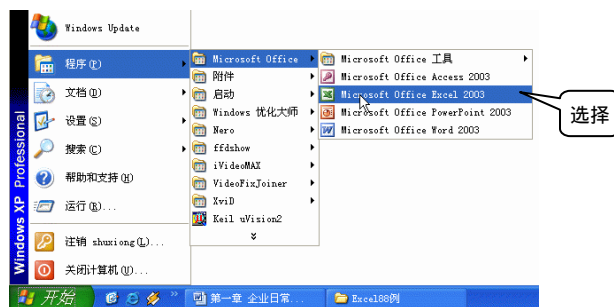 Windows Update
程序(P)
文档(D)
设置(S)
搜索(C)
帮助和支持(H)
运行(R)...
注销 shuxiong(L)...
关闭计算机(U)...
Windows XP Professional
Microsoft Office
附件
启动
Windows 优化大师
Nero
ffdshow
iVideoMAX
VideoFixJoiner
XviD
Keil uVision2
Microsoft Office 工具
Microsoft Office Access 2003
Microsoft Office Excel 2003
Microsoft Office PowerPoint 2003
Microsoft Office Word 2003
选择
开始
第一章 企业日常...
Excel88例